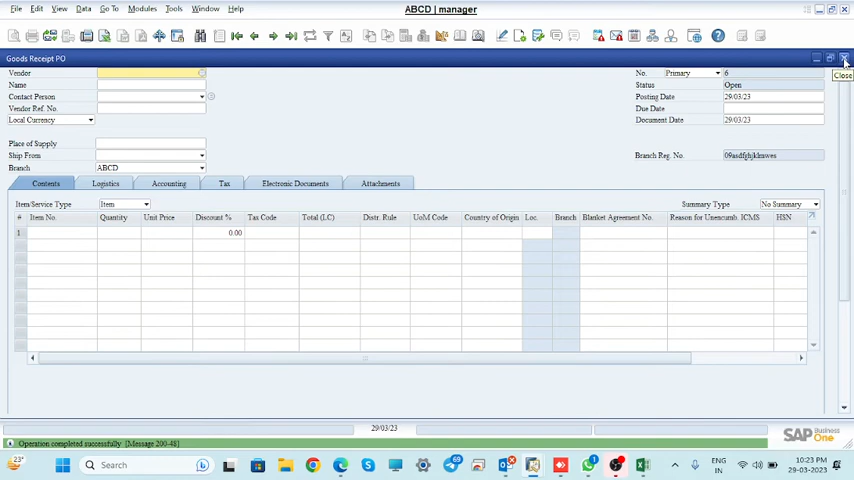 ABCD | manager
File Edit View Data Go To Modules Tools Window Help
Goods Receipt PO
Close
Vendor
Name
Contact Person
Vendor Ref. No.
Local Currency
Place of Supply
Ship From
Branch ABCD
No. Primary 6
Status Open
Posting Date 29/03/23
Due Date
Document Date 29/03/23
Branch Reg. No. 09asdfghjklmwes
Contents Logistics Accounting Tax Electronic Documents Attachments
Item/Service Type Item Summary Type No Summary
# Item No. Quantity Unit Price Discount % Tax Code Total (LC) Distr. Rule UoM Code Country of Origin Loc. Branch Blanket Agreement No. Reason for Unencumb. ICMS HSN
1 0.00
29/03/23
Operation completed successfully [Message 200-48]
SAP Business One
23°
Search
69
1
ENG
IN
10:23 PM
29-03-2023